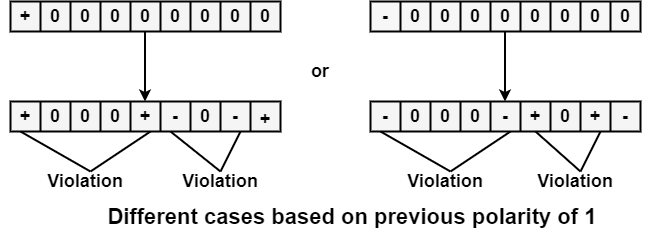 + 0 0 0 0 0 0 0 0 - 0 0 0 0 0 0 0 0
or
+ 0 0 0 + - 0 - + - 0 0 0 - + 0 + -
Violation Violation Violation Violation
Different cases based on previous polarity of 1